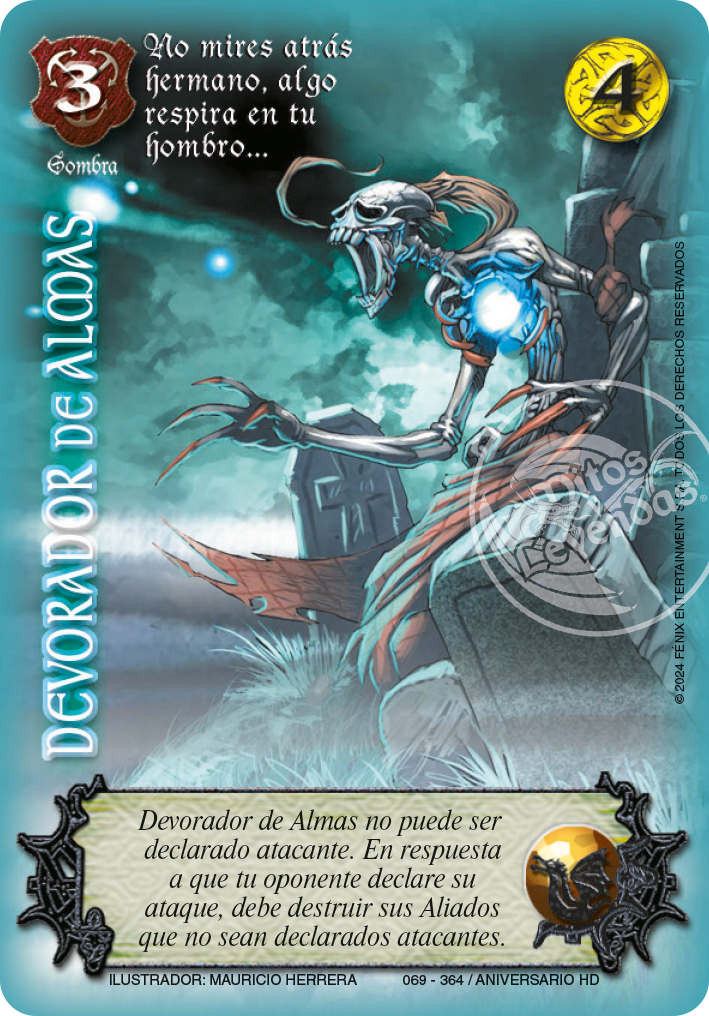 3
Sombra
No mires atrás
hermano, algo
respira en tu
hombro...
4
DEVORADOR DE ALMAS
© 2024 FÉNIX ENTERTAINMENT S.P.A. TODOS LOS DERECHOS RESERVADOS
mitos
y Leyendas®
Devorador de Almas no puede ser
declarado atacante. En respuesta
a que tu oponente declare su
ataque, debe destruir sus Aliados
que no sean declarados atacantes.
ILUSTRADOR: MAURICIO HERRERA 069 - 364 / ANIVERSARIO HD